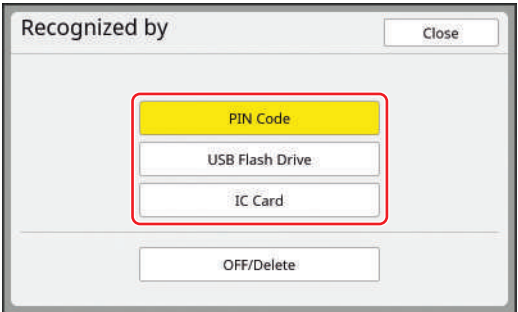 Recognized by
Close
PIN Code
USB Flash Drive
IC Card
OFF/Delete